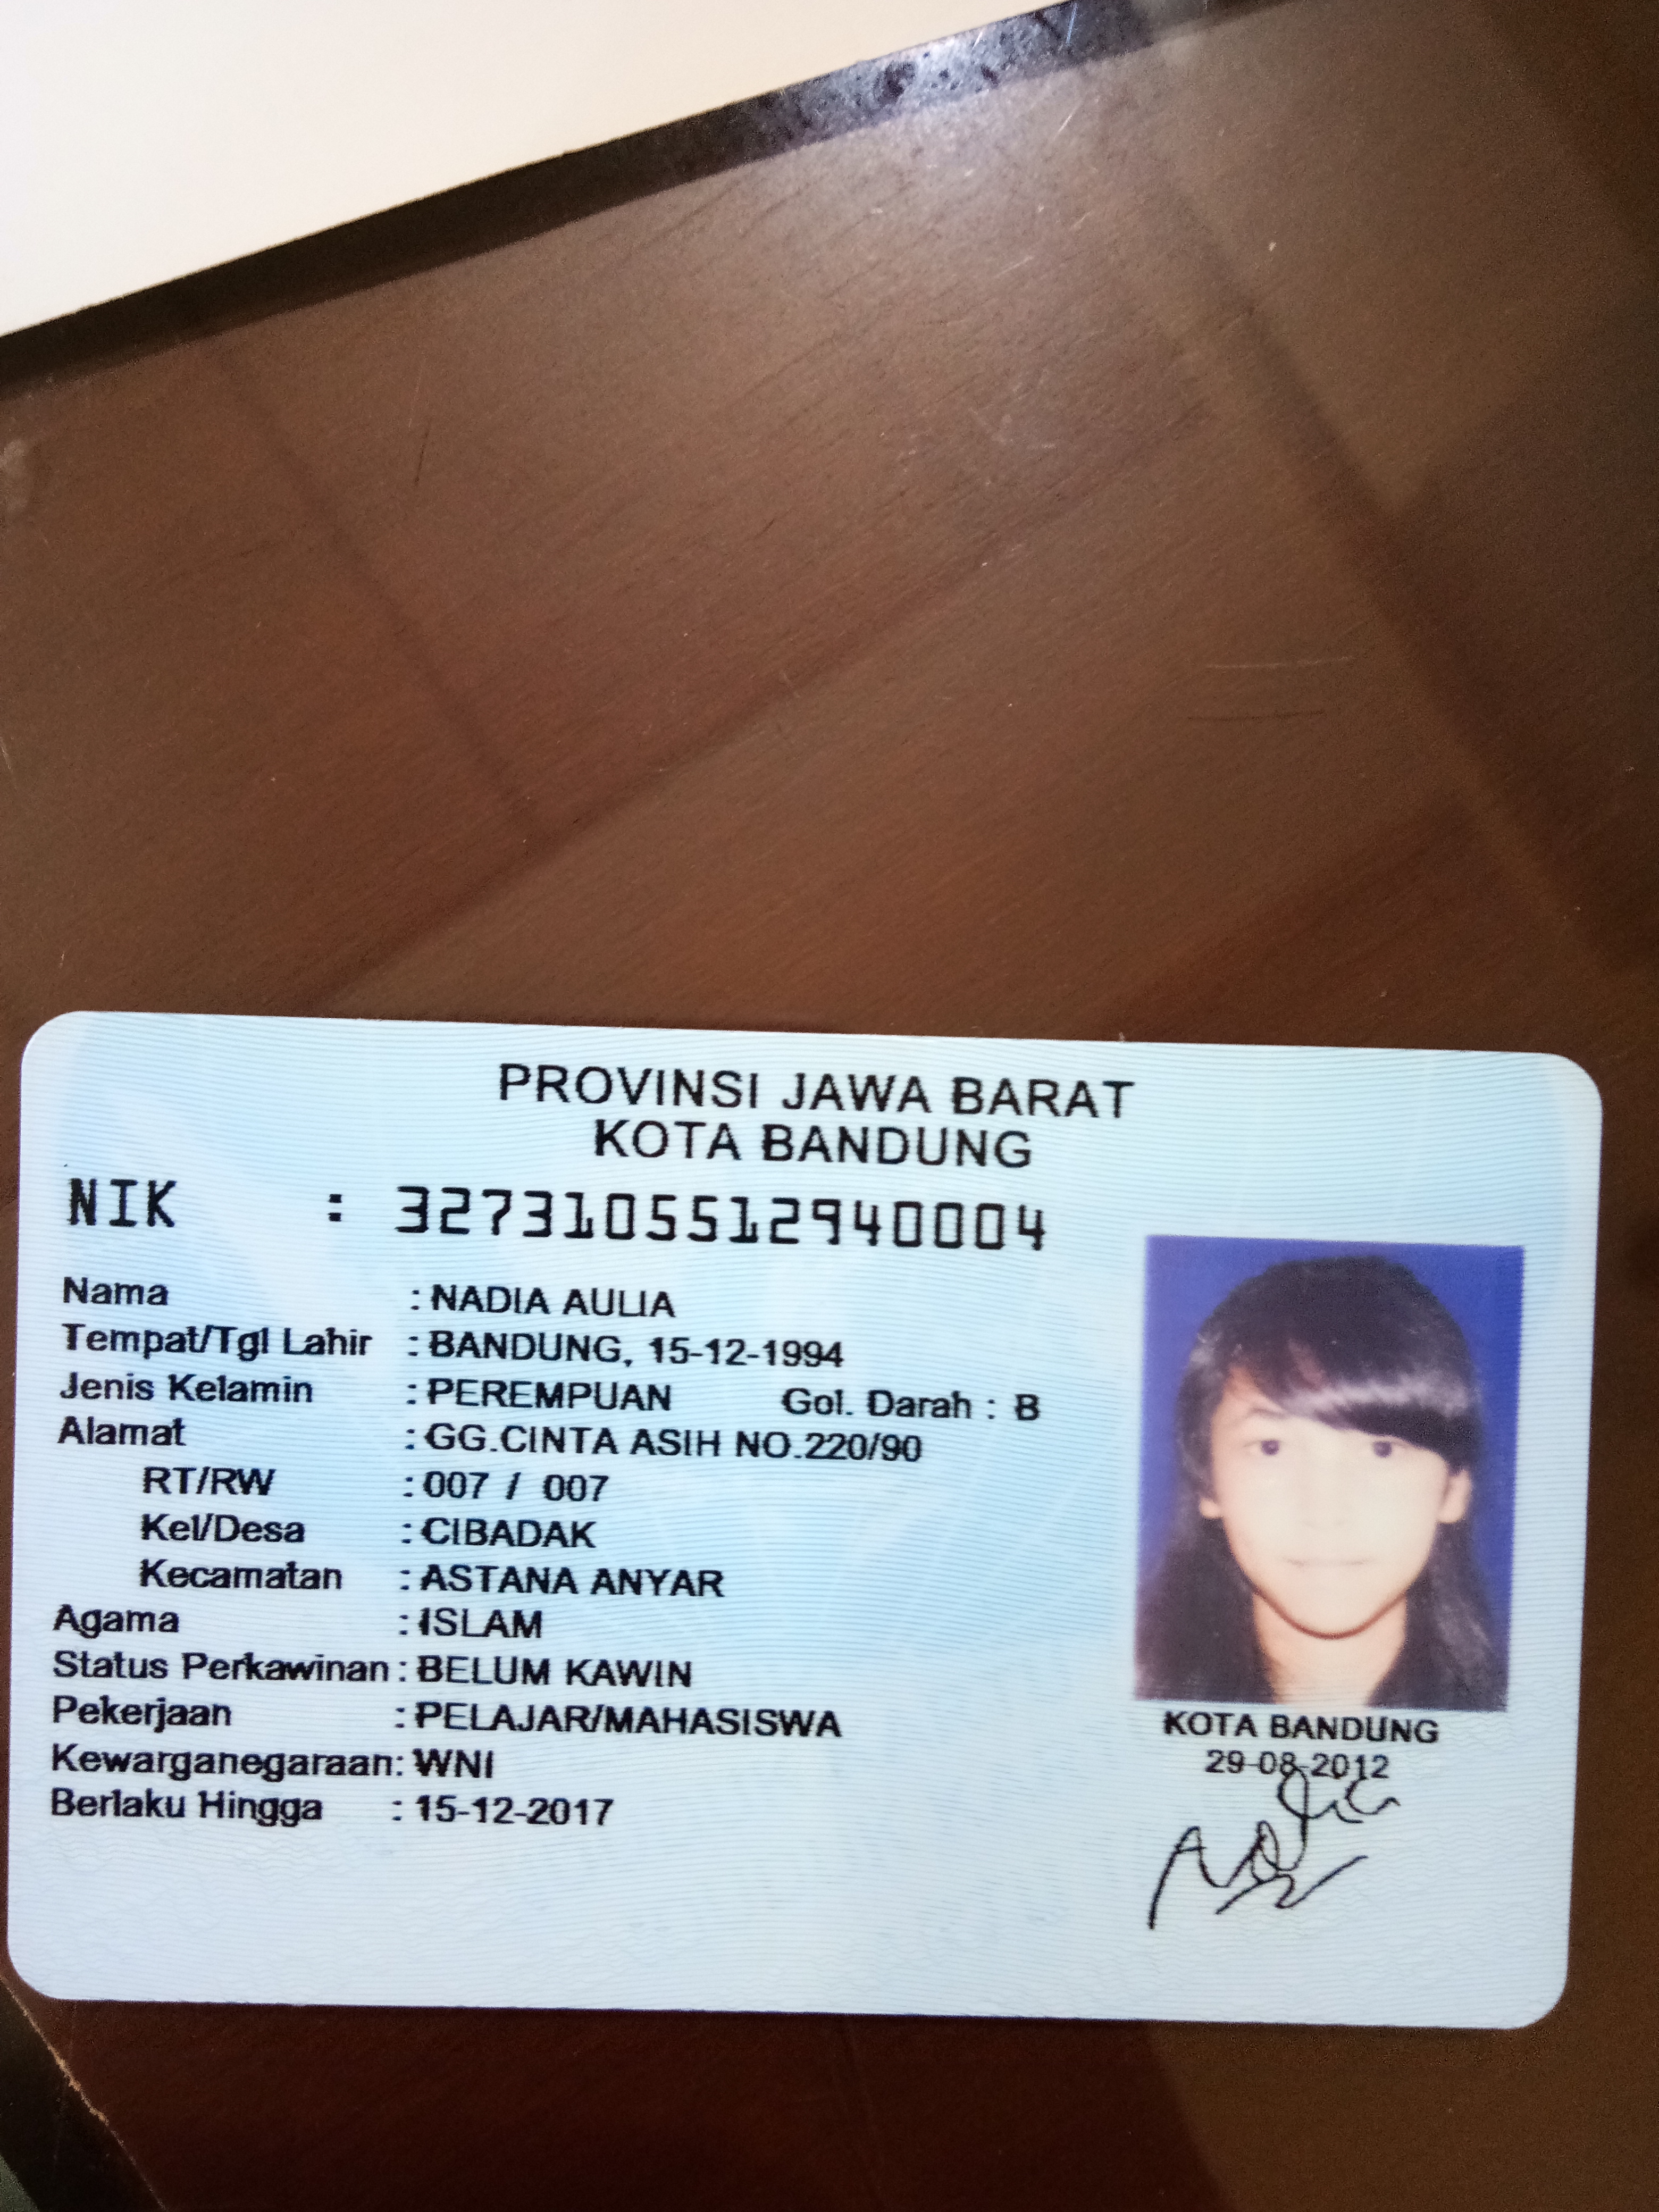 PROVINSI JAWA BARAT
KOTA BANDUNG
NIK : 3273105512940004
Nama : NADIA AULIA
Tempat/Tgl Lahir : BANDUNG, 15-12-1994
Jenis Kelamin : PEREMPUAN Gol. Darah : B
Alamat : GG.CINTA ASIH NO.220/90
RT/RW : 007 / 007
Kel/Desa : CIBADAK
Kecamatan : ASTANA ANYAR
Agama : ISLAM
Status Perkawinan : BELUM KAWIN
Pekerjaan : PELAJAR/MAHASISWA
Kewarganegaraan: WNI
Berlaku Hingga : 15-12-2017
KOTA BANDUNG
29-08-2012